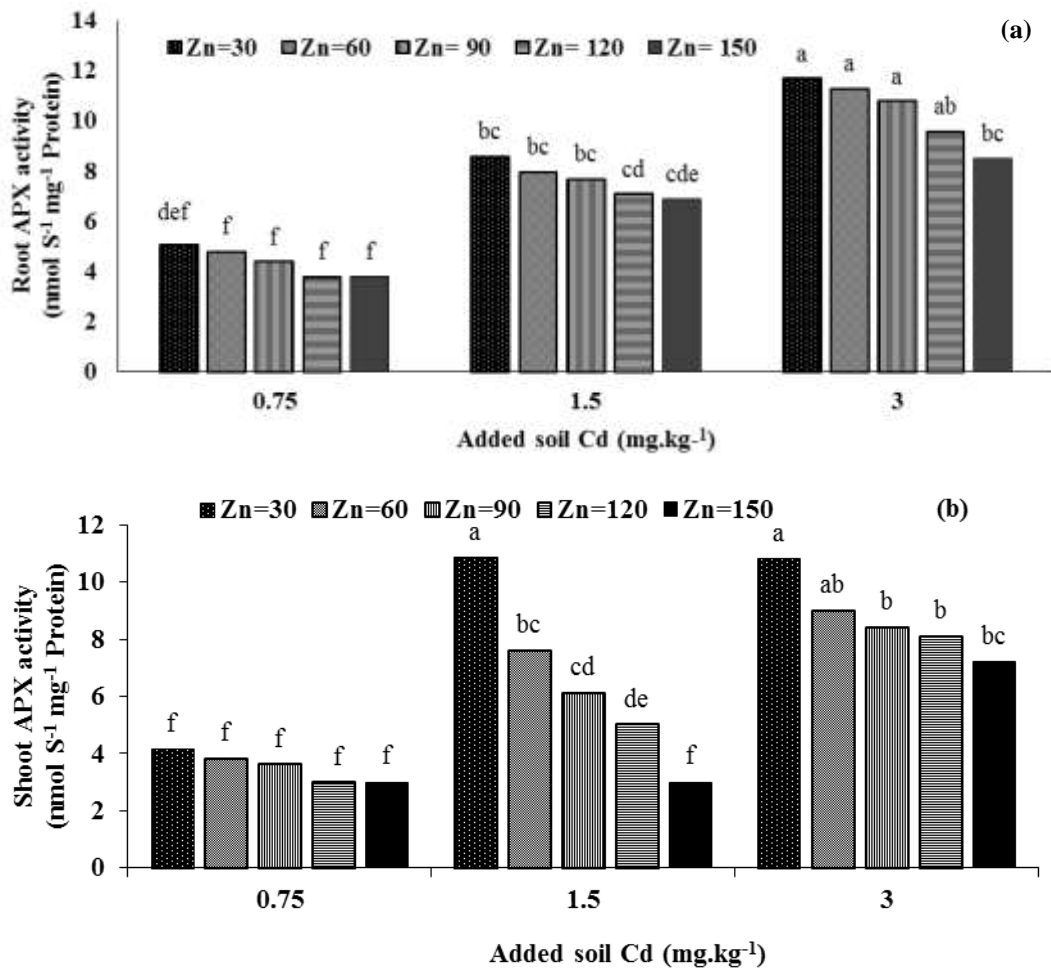 (a)
14
12
10
8
6
4
2
0
Root APX activity
(nmol S-1 mg-1 Protein)
Zn=30 Zn=60 Zn= 90 Zn= 120 Zn= 150
def f f f f
bc bc bc cd cde
a a a ab bc
0.75 1.5 3
Added soil Cd (mg.kg-1)
Zn=30 Zn=60 Zn=90 Zn=120 Zn=150
(b)
12
10
8
6
4
2
0
Shoot APX activity
(nmol S-1 mg-1 Protein)
f f f f f
a bc cd de f
a ab b b bc
0.75 1.5 3
Added soil Cd (mg.kg-1)